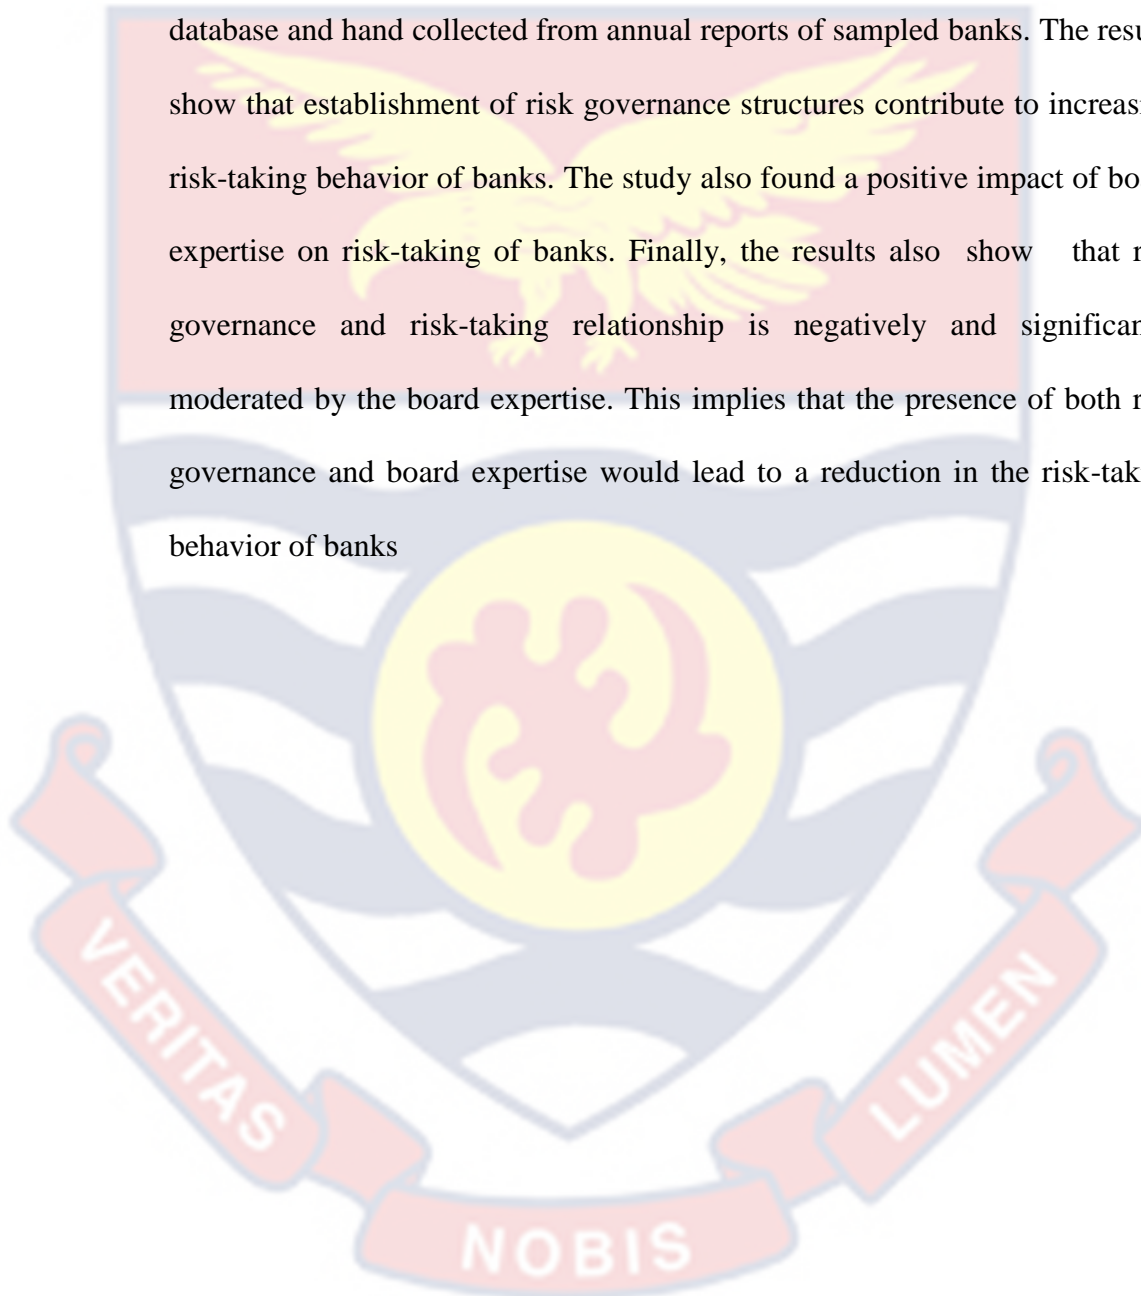 database and hand collected from annual reports of sampled banks. The resu
show that establishment of risk governance structures contribute to increas
risk-taking behavior of banks. The study also found a positive impact of bo
expertise on risk-taking of banks. Finally, the results also show that r
governance and risk-taking relationship is negatively and significan
moderated by the board expertise. This implies that the presence of both r
governance and board expertise would lead to a reduction in the risk-taki
behavior of banks
VERITAS
NOBIS
LUMEN